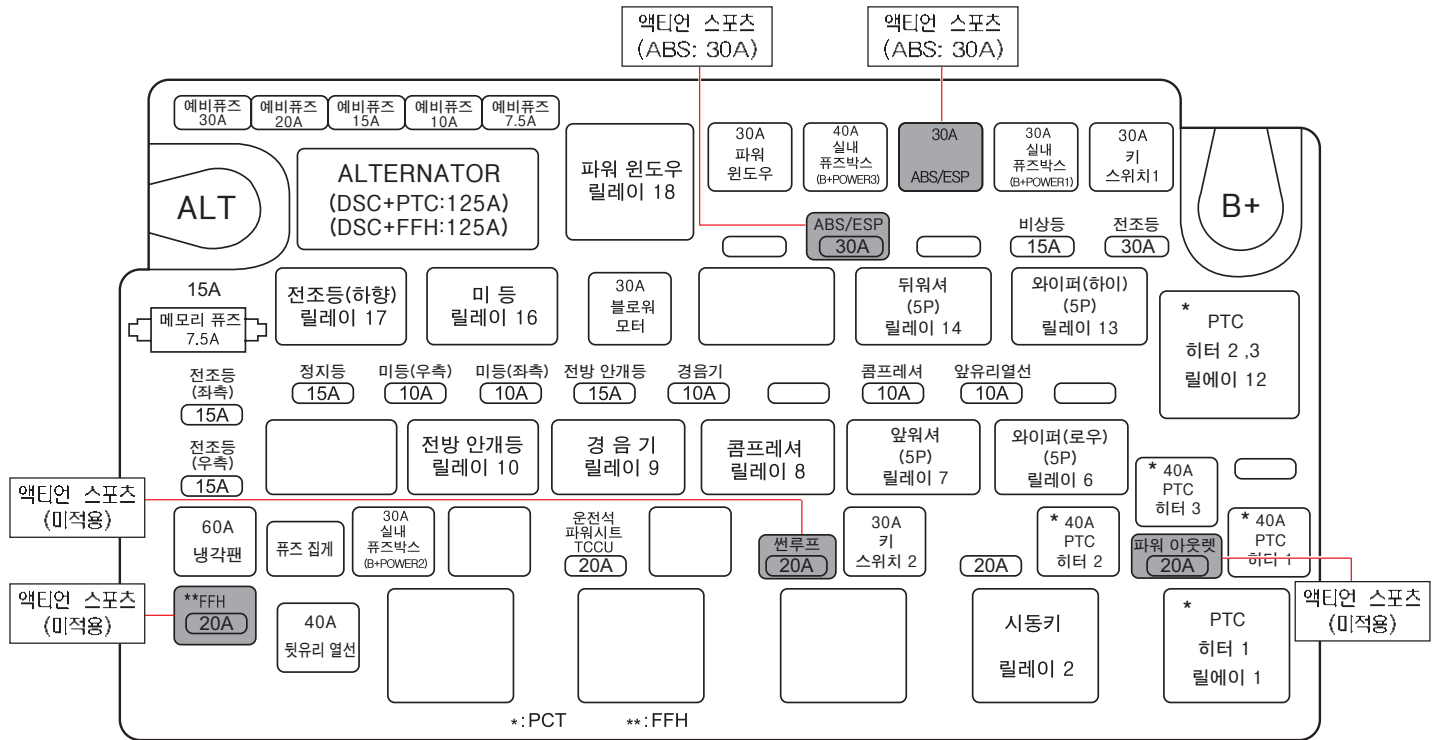 액티언 스포츠
(ABS: 30A)
액티언 스포츠
(ABS: 30A)
예비퓨즈
30A
예비퓨즈
20A
예비퓨즈
15A
예비퓨즈
10A
예비퓨즈
7.5A
ALT
ALTERNATOR
(DSC+PTC:125A)
(DSC+FFH:125A)
파워 윈도우
릴레이 18
30A
파워
윈도우
40A
실내
퓨즈박스
(B+POWER3)
30A
ABS/ESP
30A
실내
퓨즈박스
(B+POWER1)
30A
키
스위치1
B+
ABS/ESP
30A
비상등
15A
전조등
30A
15A
메모리 퓨즈
7.5A
전조등(하향)
릴레이 17
미 등
릴레이 16
30A
블로워
모터
뒤워셔
(5P)
릴레이 14
와이퍼(하이)
(5P)
릴레이 13
* PTC
히터 2 ,3
릴에이 12
전조등
(좌측)
15A
정지등
15A
미등(우측)
10A
미등(좌측)
10A
전방 안개등
15A
경음기
10A
콤프레셔
10A
앞유리열선
10A
전조등
(우측)
15A
전방 안개등
릴레이 10
경 음 기
릴레이 9
콤프레셔
릴레이 8
앞워셔
(5P)
릴레이 7
와이퍼(로우)
(5P)
릴레이 6
* 40A
PTC
히터 3
액티언 스포츠
(미적용)
60A
냉각팬
퓨즈 집게
30A
실내
퓨즈박스
(B+POWER2)
운전석
파워시트
TCCU
20A
썬루프
20A
30A
키
스위치 2
20A
* 40A
PTC
히터 2
파워 아웃렛
20A
* 40A
PTC
히터 1
액티언 스포츠
(미적용)
**FFH
20A
40A
뒷유리 열선
시동키
릴레이 2
* PTC
히터 1
릴에이 1
액티언 스포츠
(미적용)
*:PCT **:FFH